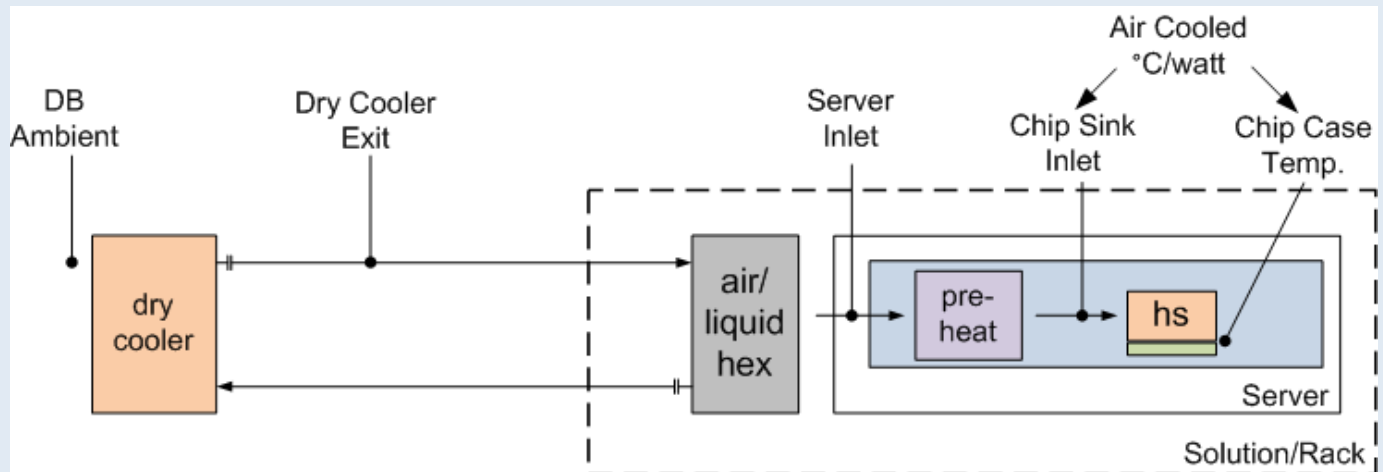 Air Cooled
°C/watt
DB
Ambient
Dry Cooler
Exit
Server
Inlet
Chip Sink
Inlet
Chip Case
Temp.
dry
cooler
air/
liquid
hex
pre-
heat
hs
Server
Solution/Rack